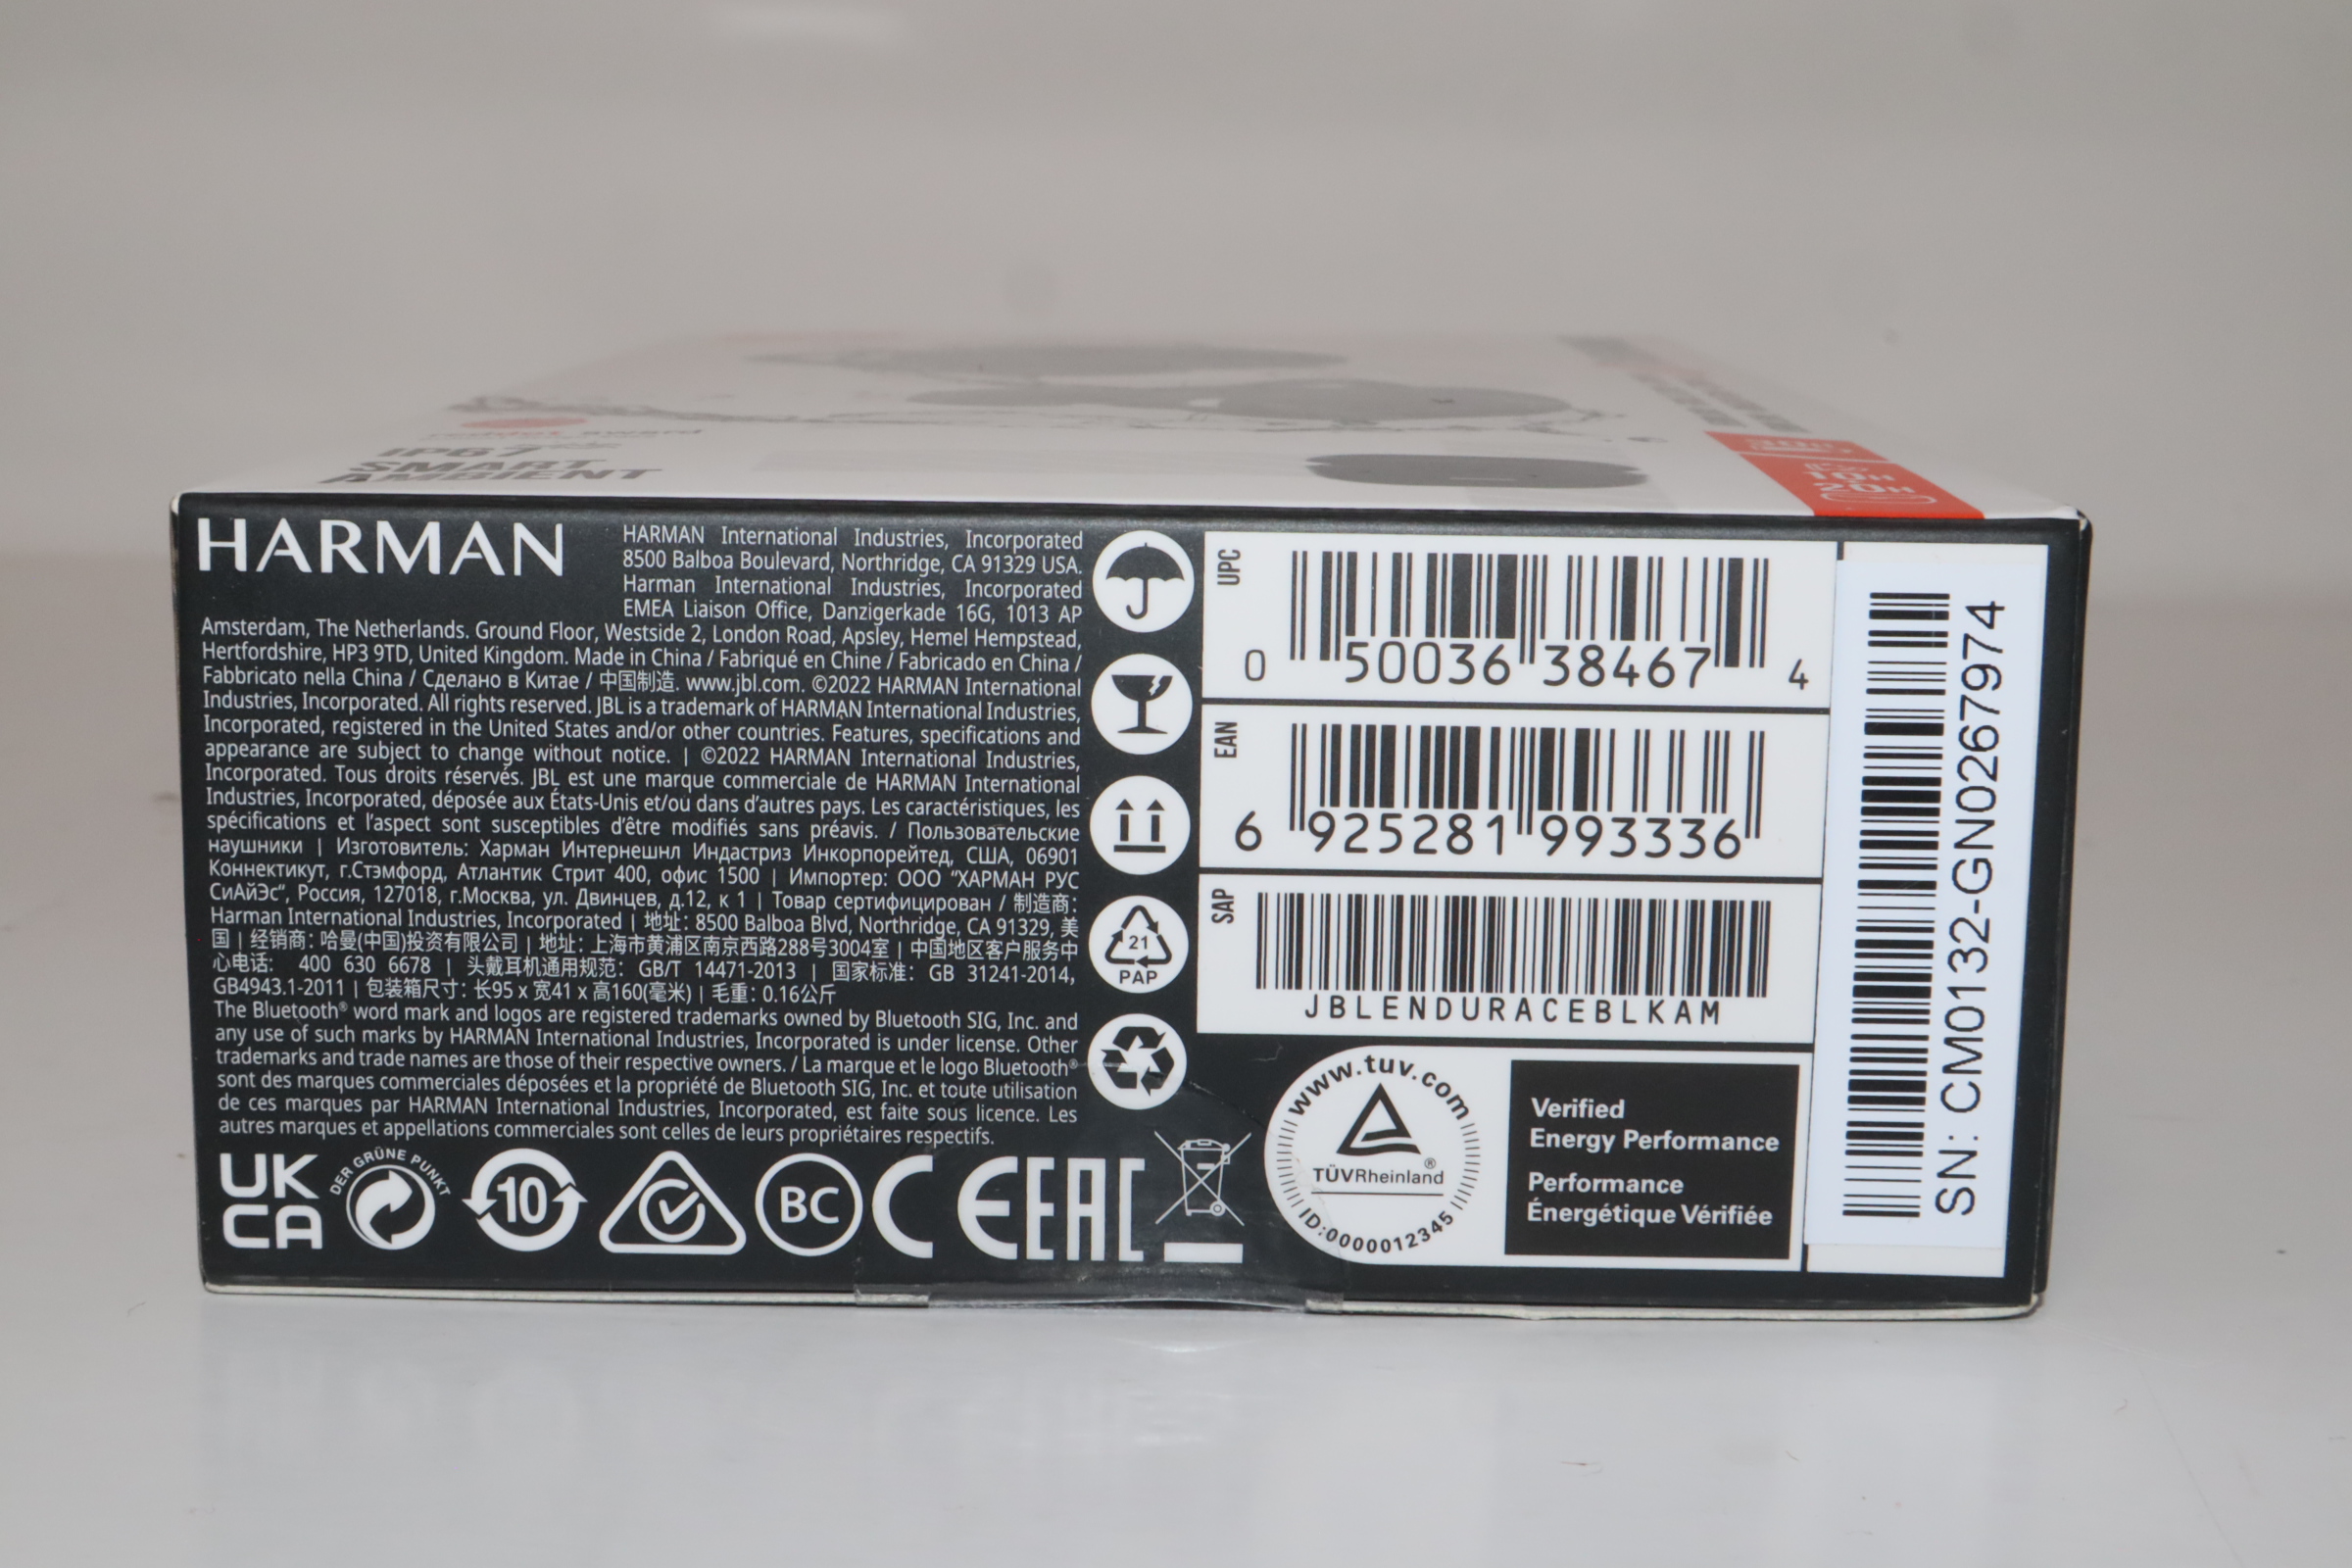 IP67
SMART
AMBIENT
10H
20H
HARMAN
HARMAN International Industries, Incorporated
8500 Balboa Boulevard, Northridge, CA 91329 USA.
Harman International Industries, Incorporated
EMEA Liaison Office, Danzigerkade 16G, 1013 AP
Amsterdam, The Netherlands. Ground Floor, Westside 2, London Road, Apsley, Hemel Hempstead,
Hertfordshire, HP3 9TD, United Kingdom. Made in China / Fabriqué en Chine / Fabricado en China /
Fabbricato nella China / Сделано в Китае / 中国制造. www.jbl.com. ©2022 HARMAN International
Industries, Incorporated. All rights reserved. JBL is a trademark of HARMAN International Industries,
Incorporated, registered in the United States and/or other countries. Features, specifications and
appearance are subject to change without notice. | ©2022 HARMAN International Industries,
Incorporated. Tous droits réservés. JBL est une marque commerciale de HARMAN International
Industries, Incorporated, déposée aux États-Unis et/ou dans d'autres pays. Les caractéristiques, les
spécifications et l'aspect sont susceptibles d'être modifiés sans préavis. / Пользовательские
наушники | Изготовитель: Харман Интернешнл Индастриз Инкорпорейтед, США, 06901
Коннектикут, г.Стэмфорд, Атлантик Стрит 400, офис 1500 | Импортер: ООО "ХАРМАН РУС
СиАйЭс", Россия, 127018, г.Москва, ул. Двинцев, д.12, к 1 | Товар сертифицирован / 制造商:
Harman International Industries, Incorporated | 地址: 8500 Balboa Blvd, Northridge, CA 91329, 美
国 | 经销商: 哈曼(中国)投资有限公司 | 地址: 上海市黄浦区南京西路288号3004室 | 中国地区客户服务中
心电话: 400 630 6678 | 头戴耳机通用规范: GB/T 14471-2013 | 国家标准: GB 31241-2014,
GB4943.1-2011 | 包装箱尺寸: 长95 x 宽41 x 高160(毫米) | 毛重: 0.16公斤
The Bluetooth® word mark and logos are registered trademarks owned by Bluetooth SIG, Inc. and
any use of such marks by HARMAN International Industries, Incorporated is under license. Other
trademarks and trade names are those of their respective owners. / La marque et le logo Bluetooth®
sont des marques commerciales déposées et la propriété de Bluetooth SIG, Inc. et toute utilisation
de ces marques par HARMAN International Industries, Incorporated, est faite sous licence. Les
autres marques et appellations commerciales sont celles de leurs propriétaires respectifs.
UK
CA
DER GRÜNE PUNKT
10
BC
CE
EAC
21
PAP
UPC
0 50036 38467 4
EAN
6 925281 993336
SAP
JBLENDURACEBLKAM
www.tuv.com
TÜVRheinland®
ID:0000012345
Verified
Energy Performance
Performance
Énergétique Vérifiée
SN: CM0132-GN0267974